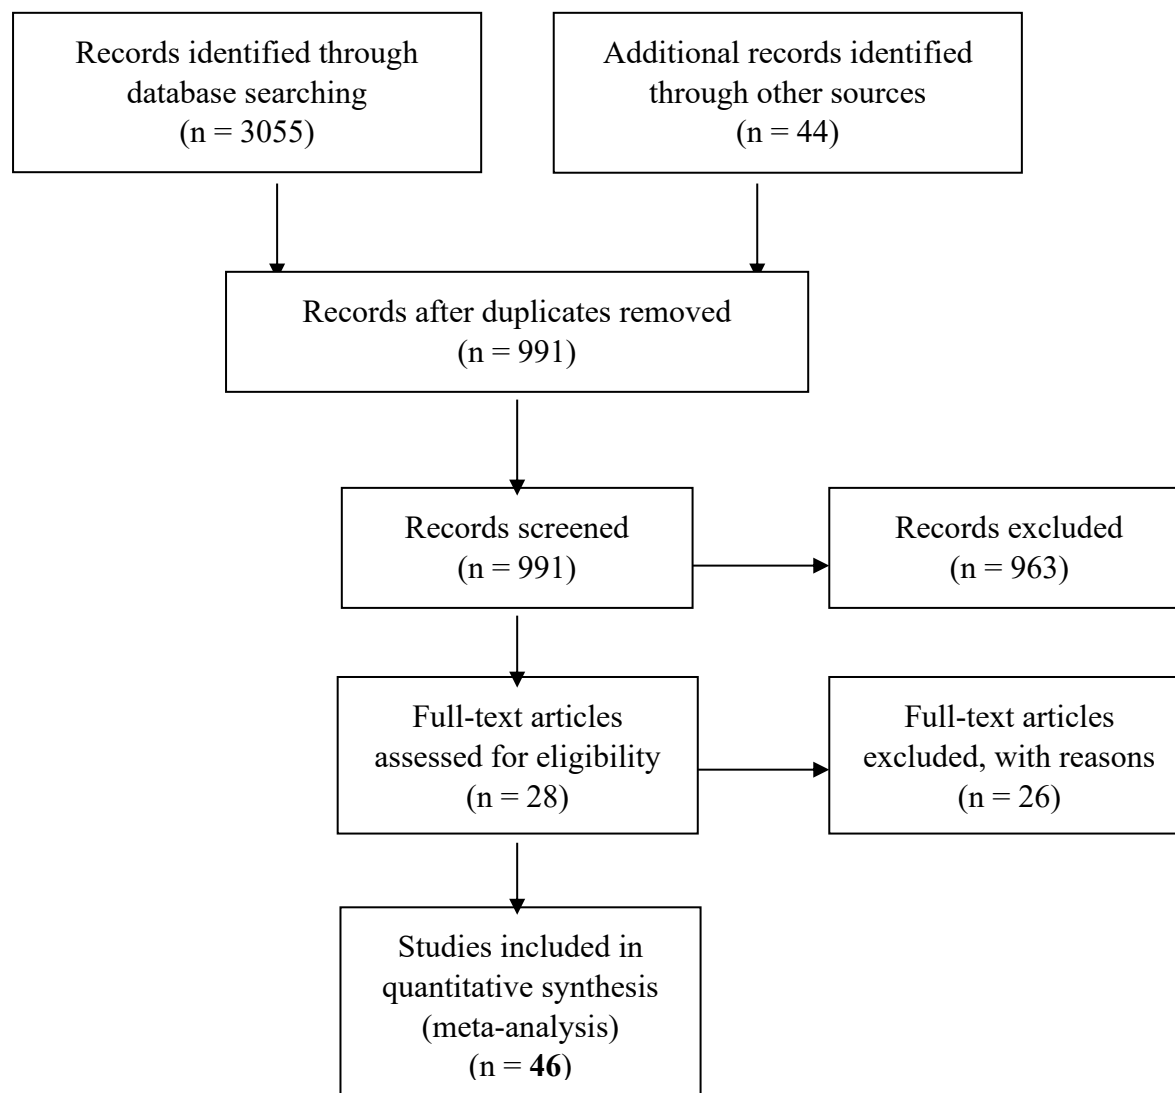 Records identified through
database searching
(n = 3055)
Additional records identified
through other sources
(n = 44)
Records after duplicates removed
(n = 991)
Records screened
(n = 991)
Records excluded
(n = 963)
Full-text articles
assessed for eligibility
(n = 28)
Full-text articles
excluded, with reasons
(n = 26)
Studies included in
quantitative synthesis
(meta-analysis)
(n = 46)